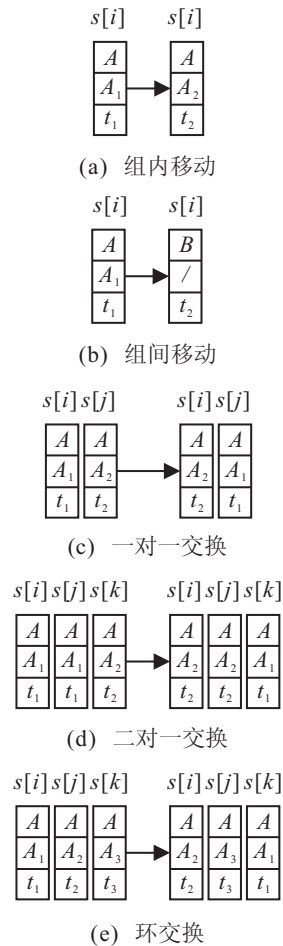 s[i] s[i]
A A
A₁ A₂
t₁ t₂
(a) 组内移动
s[i] s[i]
A B
A₁ /
t₁ t₂
(b) 组间移动
s[i] s[j] s[i] s[j]
A A A A
A₁ A₂ A₂ A₁
t₁ t₂ t₂ t₁
(c) 一对一交换
s[i] s[j] s[k] s[i] s[j] s[k]
A A A A A A
A₁ A₁ A₂ A₂ A₂ A₁
t₁ t₁ t₂ t₂ t₂ t₁
(d) 二对一交换
s[i] s[j] s[k] s[i] s[j] s[k]
A A A A A A
A₁ A₂ A₃ A₂ A₃ A₁
t₁ t₂ t₃ t₂ t₃ t₁
(e) 环交换